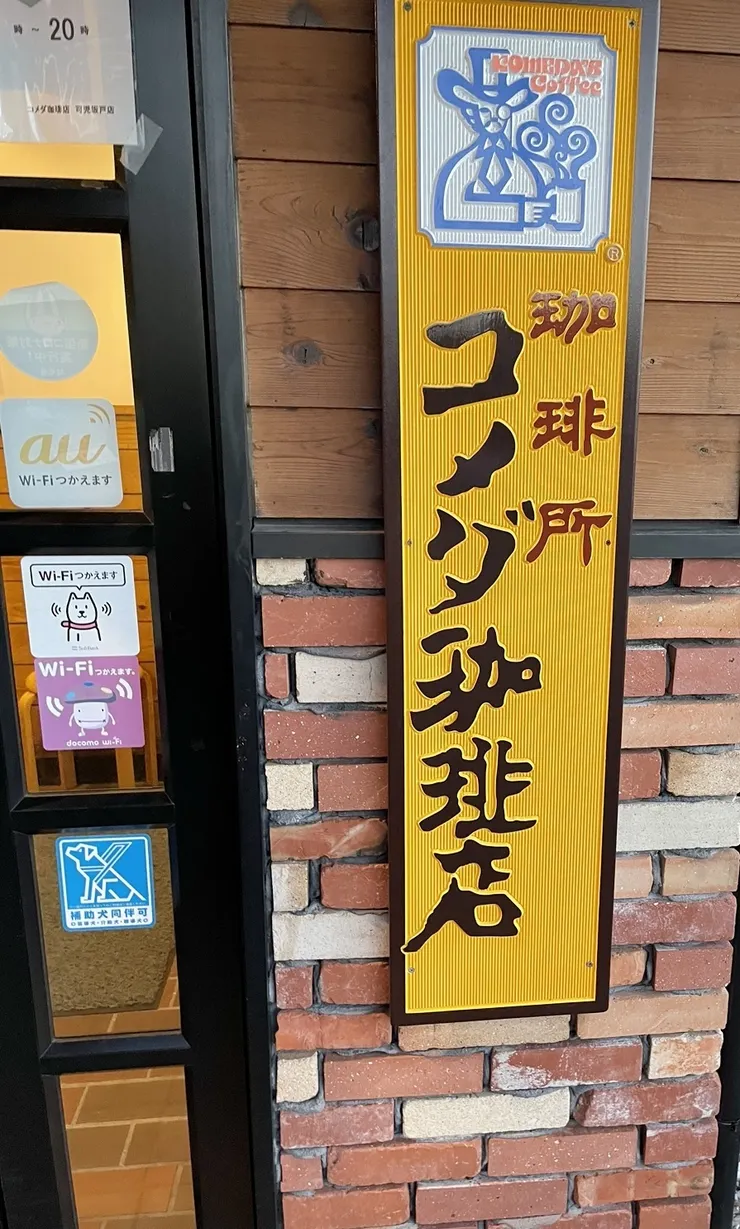 時 ~ 20時
コメダ珈琲店 可児坂戸店
au
Wi-Fiつかえます
Wi-Fiつかえます
SoftBank
Wi-Fiつかえます。
docomo Wi-Fi
補助犬同伴可
KOMEDA'S
Coffee
®
珈琲所
コメダ珈琲店